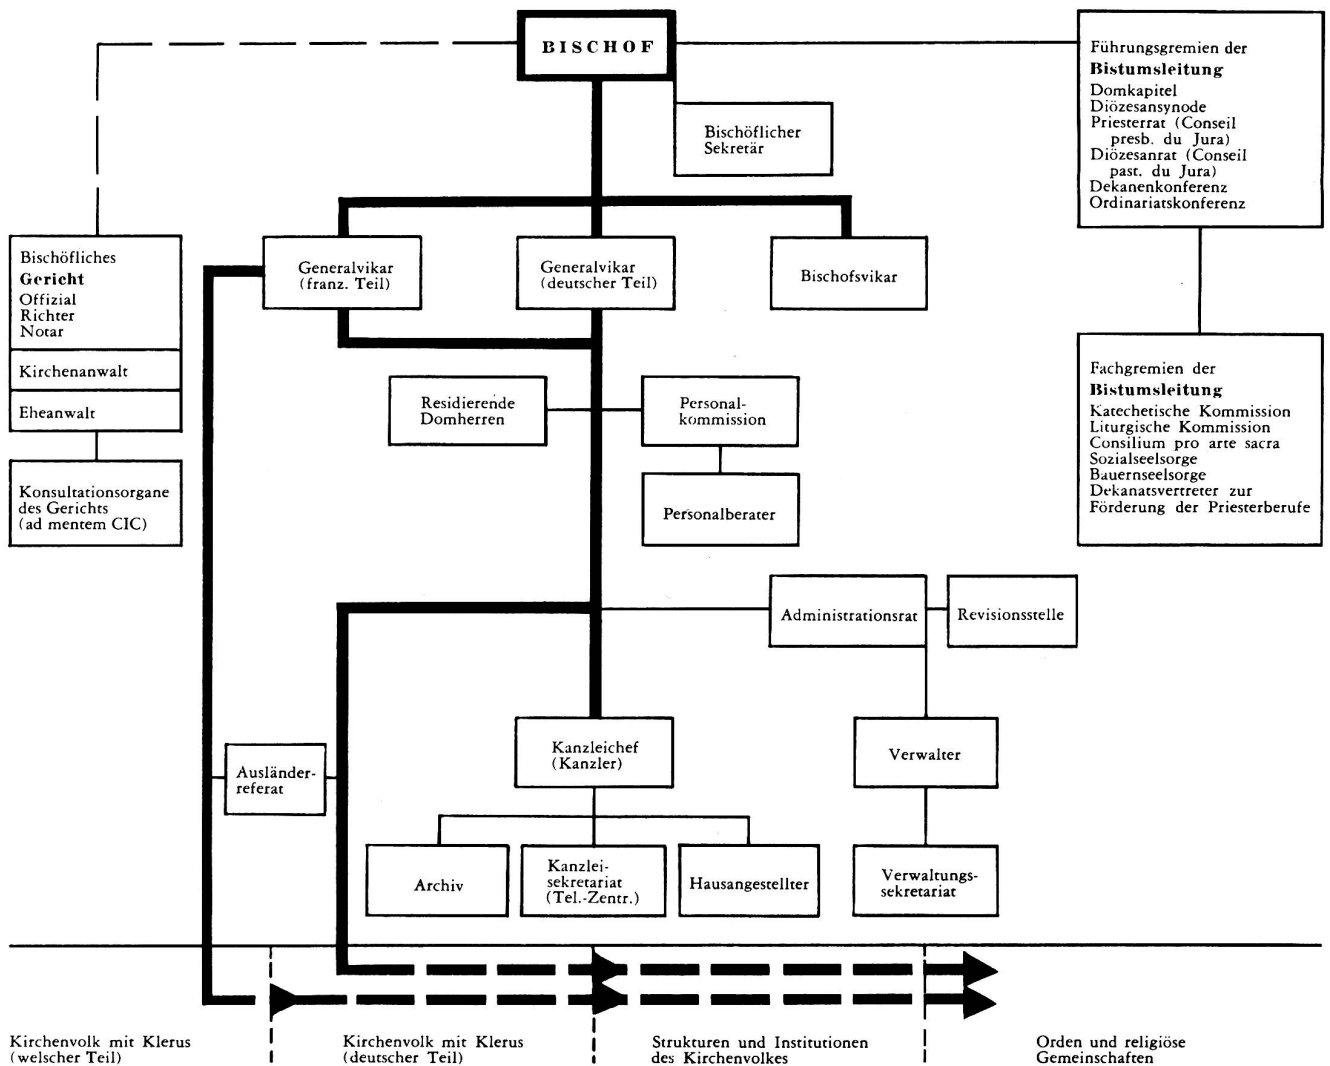 BISCHOF
Führungsgremien der
Bistumsleitung
Domkapitel
Diözesansynode
Priesterrat (Conseil
presb. du Jura)
Diözesanrat (Conseil
past. du Jura)
Dekanenkonferenz
Ordinariatskonferenz
Bischöflicher
Sekretär
Bischöfliches
Gericht
Offizial
Richter
Notar
Kirchenanwalt
Eheanwalt
Generalvikar
(franz. Teil)
Generalvikar
(deutscher Teil)
Bischofsvikar
Konsultationsorgane
des Gerichts
(ad mentem CIC)
Residierende
Domherren
Personal-
kommission
Personalberater
Fachgremien der
Bistumsleitung
Katechetische Kommission
Liturgische Kommission
Consilium pro arte sacra
Sozialseelsorge
Bauernseelsorge
Dekanatsvertreter zur
Förderung der Priesterberufe
Administrationsrat
Revisionsstelle
Ausländer-
referat
Kanzleichef
(Kanzler)
Verwalter
Archiv
Kanzlei-
sekretariat
(Tel.-Zentr.)
Hausangestellter
Verwaltungs-
sekretariat
Kirchenvolk mit Klerus
(welscher Teil)
Kirchenvolk mit Klerus
(deutscher Teil)
Strukturen und Institutionen
des Kirchenvolkes
Orden und religiöse
Gemeinschaften